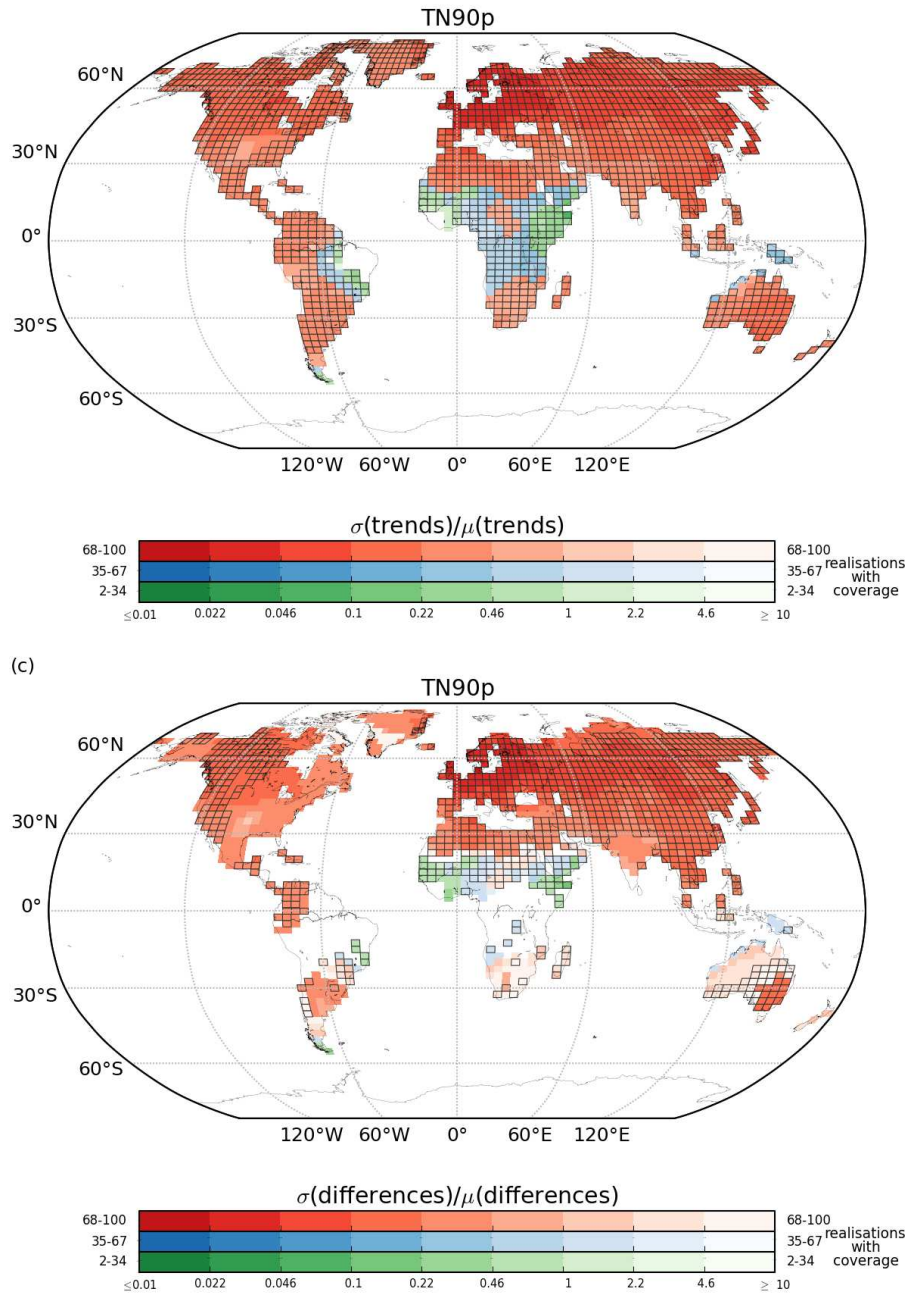 TN90p
60°N
30°N
0°
30°S
60°S
120°W 60°W 0° 60°E 120°E
σ(trends)/μ(trends)
68-100 68-100
35-67 35-67
2-34 2-34
realisations
with
coverage
≤0.01 0.022 0.046 0.1 0.22 0.46 1 2.2 4.6 ≥ 10
(c)
TN90p
60°N
30°N
0°
30°S
60°S
120°W 60°W 0° 60°E 120°E
σ(differences)/μ(differences)
68-100 68-100
35-67 35-67
2-34 2-34
realisations
with
coverage
≤0.01 0.022 0.046 0.1 0.22 0.46 1 2.2 4.6 ≥ 10